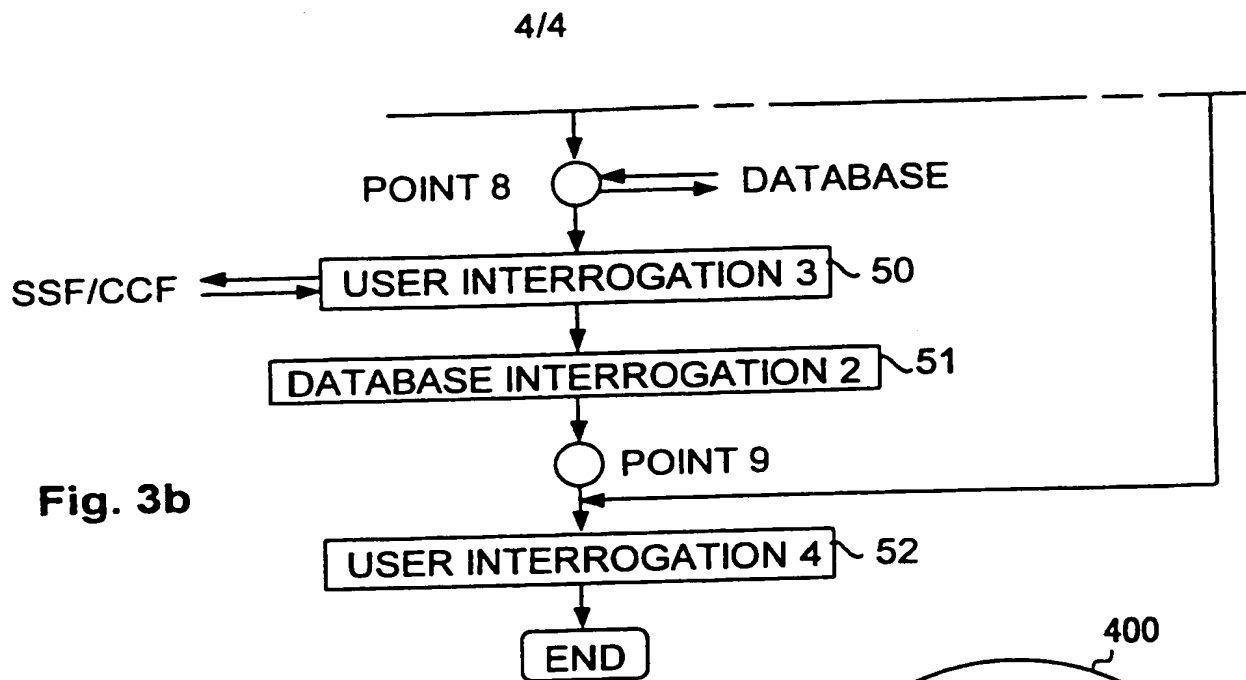 4/4
POINT 8
DATABASE
SSF/CCF
USER INTERROGATION 3
50
DATABASE INTERROGATION 2
51
POINT 9
Fig. 3b
USER INTERROGATION 4
52
END
400